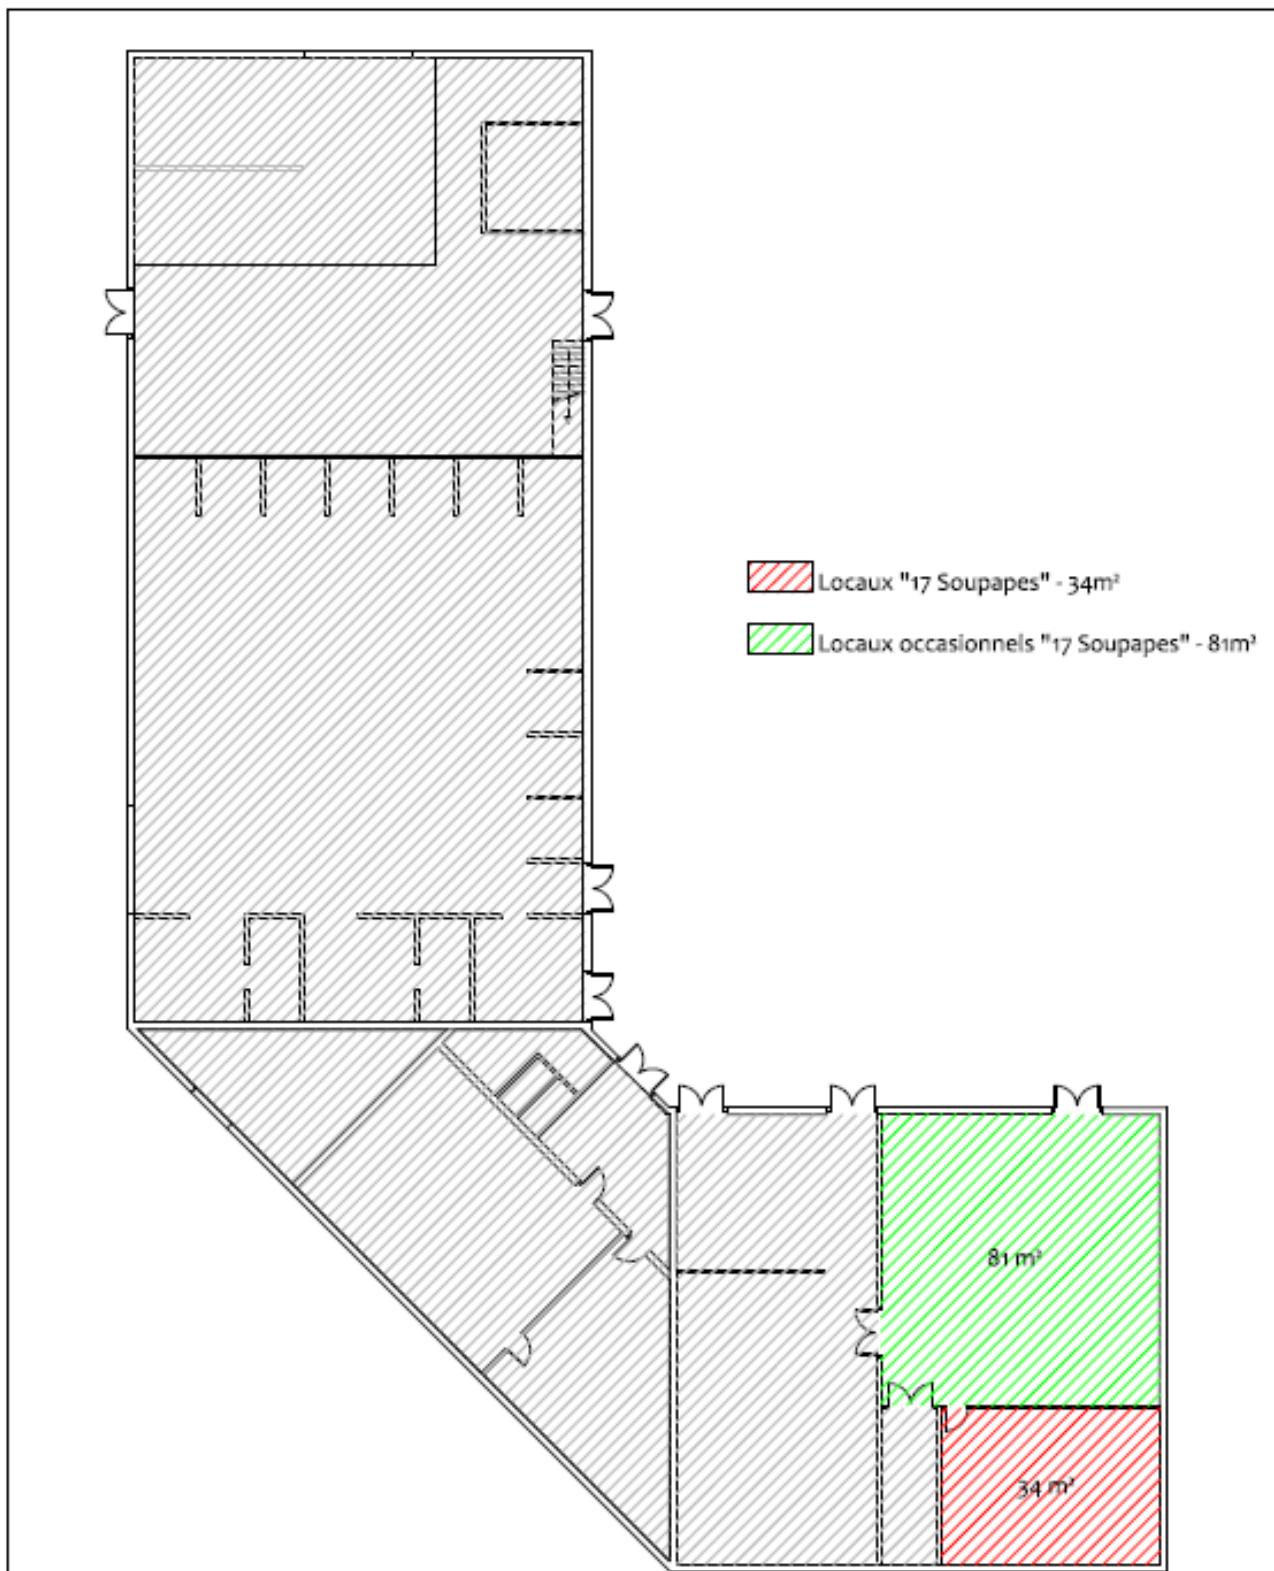 Locaux "17 Soupapes" - 34m²
Locaux occasionnels "17 Soupapes" - 81m²
81 m²
34 m²